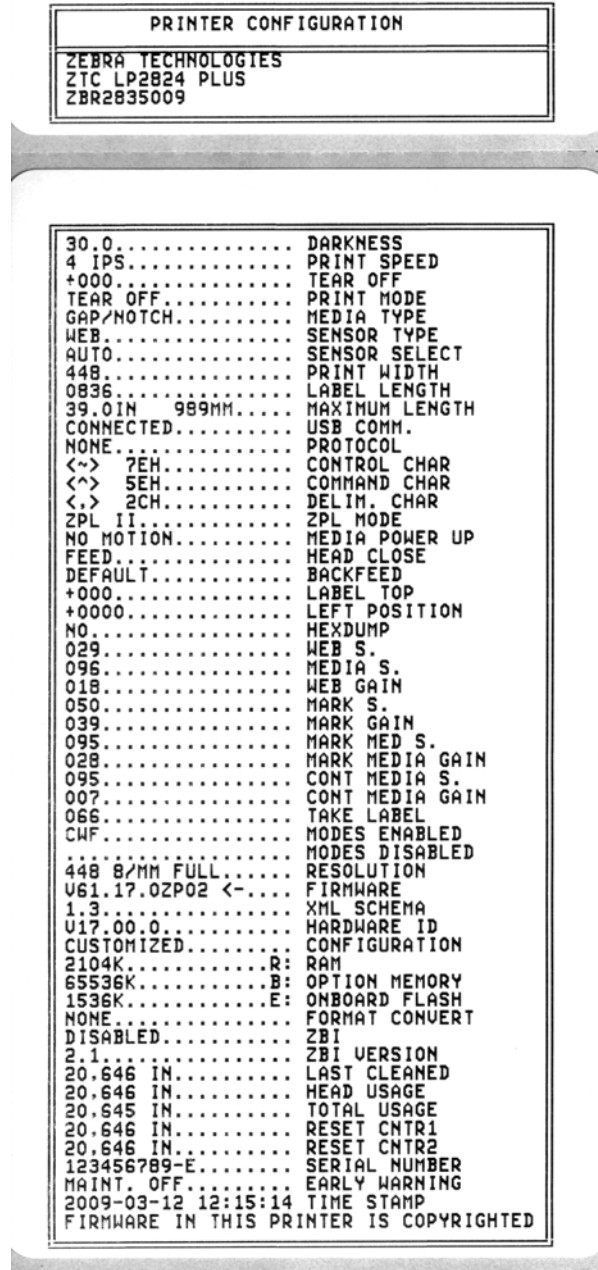 PRINTER CONFIGURATION
ZEBRA TECHNOLOGIES
ZTC LP2824 PLUS
ZBR2835009
30.0............... DARKNESS
4 IPS.............. PRINT SPEED
+000............... TEAR OFF
TEAR OFF........... PRINT MODE
GAP/NOTCH.......... MEDIA TYPE
WEB................ SENSOR TYPE
AUTO............... SENSOR SELECT
448................ PRINT WIDTH
0836............... LABEL LENGTH
39.0IN   989MM..... MAXIMUM LENGTH
CONNECTED.......... USB COMM.
NONE............... PROTOCOL
<~>  7EH........... CONTROL CHAR
<^>  5EH........... COMMAND CHAR
<,>  2CH........... DELIM. CHAR
ZPL II............. ZPL MODE
NO MOTION.......... MEDIA POWER UP
FEED............... HEAD CLOSE
DEFAULT............ BACKFEED
+000............... LABEL TOP
+0000.............. LEFT POSITION
NO................. HEXDUMP
029................ WEB S.
096................ MEDIA S.
018................ WEB GAIN
050................ MARK S.
039................ MARK GAIN
095................ MARK MED S.
028................ MARK MEDIA GAIN
095................ CONT MEDIA S.
007................ CONT MEDIA GAIN
066................ TAKE LABEL
CWF................ MODES ENABLED
................... MODES DISABLED
448 8/MM FULL...... RESOLUTION
V61.17.0ZP02 <-.... FIRMWARE
1.3................ XML SCHEMA
V17.00.0........... HARDWARE ID
CUSTOMIZED......... CONFIGURATION
2104K............R: RAM
65536K...........B: OPTION MEMORY
1536K............E: ONBOARD FLASH
NONE............... FORMAT CONVERT
DISABLED........... ZBI
2.1................ ZBI VERSION
20,646 IN.......... LAST CLEANED
20,646 IN.......... HEAD USAGE
20,645 IN.......... TOTAL USAGE
20,646 IN.......... RESET CNTR1
20,646 IN.......... RESET CNTR2
123456789-E........ SERIAL NUMBER
MAINT. OFF......... EARLY WARNING
2009-03-12 12:15:14 TIME STAMP
FIRMWARE IN THIS PRINTER IS COPYRIGHTED